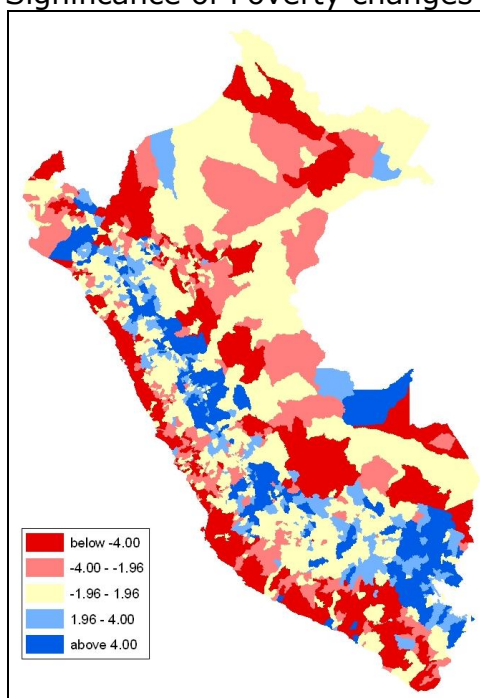 Significance of Poverty changes
below -4.00
-4.00 - -1.96
-1.96 - 1.96
1.96 - 4.00
above 4.00